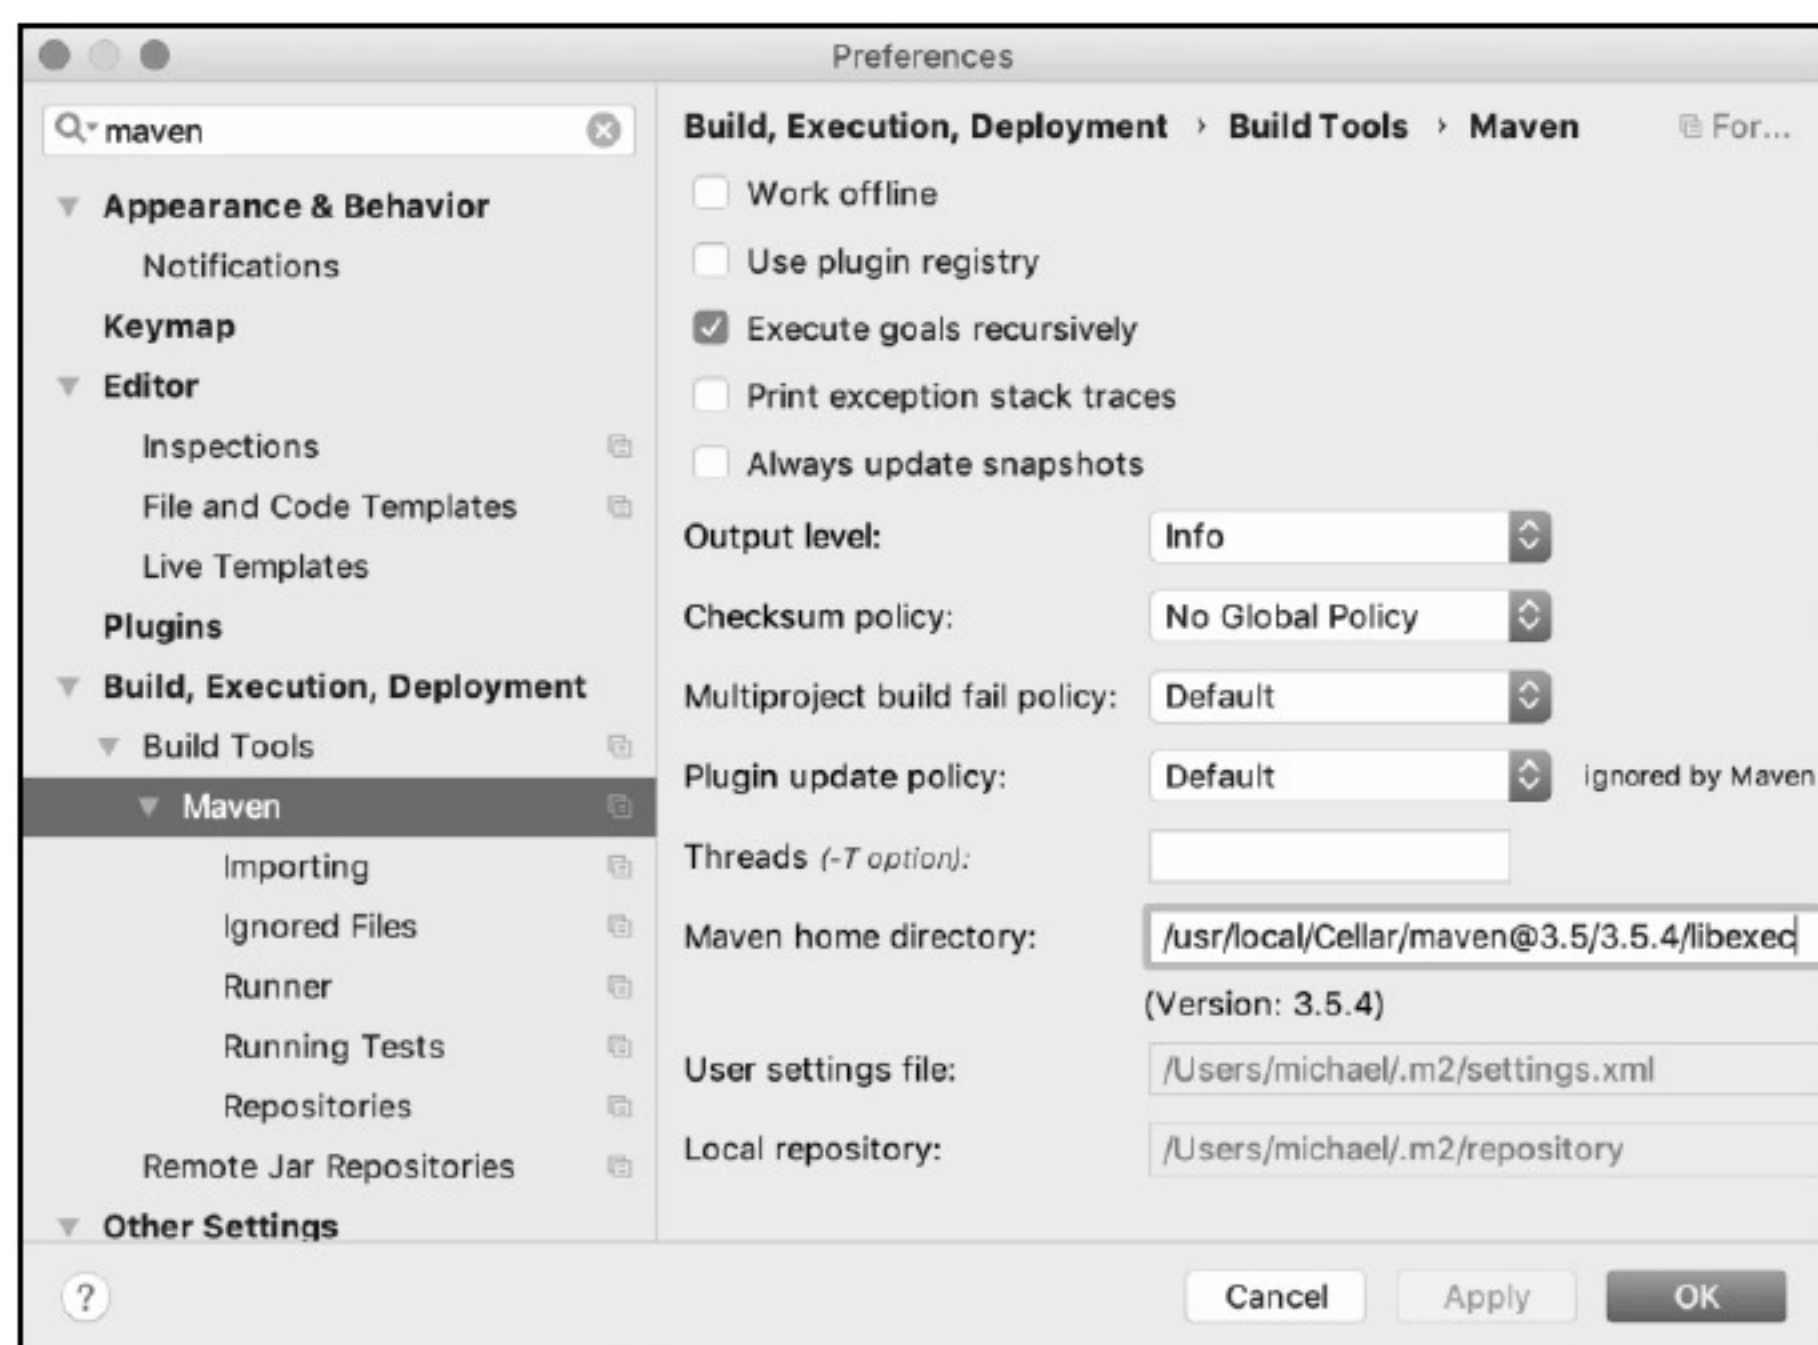 Preferences
maven
Appearance & Behavior
Notifications
Keymap
Editor
Inspections
File and Code Templates
Live Templates
Plugins
Build, Execution, Deployment
Build Tools
Maven
Importing
Ignored Files
Runner
Running Tests
Repositories
Remote Jar Repositories
Other Settings
Build, Execution, Deployment › Build Tools › Maven For...
Work offline
Use plugin registry
Execute goals recursively
Print exception stack traces
Always update snapshots
Output level: Info
Checksum policy: No Global Policy
Multiproject build fail policy: Default
Plugin update policy: Default ignored by Maven
Threads (-T option):
Maven home directory: /usr/local/Cellar/maven@3.5/3.5.4/libexec
(Version: 3.5.4)
User settings file: /Users/michael/.m2/settings.xml
Local repository: /Users/michael/.m2/repository
? Cancel Apply OK